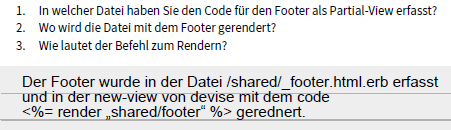 1. In welcher Datei haben Sie den Code für den Footer als Partial-View erfasst?
2. Wo wird die Datei mit dem Footer gerendert?
3. Wie lautet der Befehl zum Rendern?
Der Footer wurde in der Datei /shared/_footer.html.erb erfasst
und in der new-view von devise mit dem code
<%= render „shared/footer“ %> gerednert.